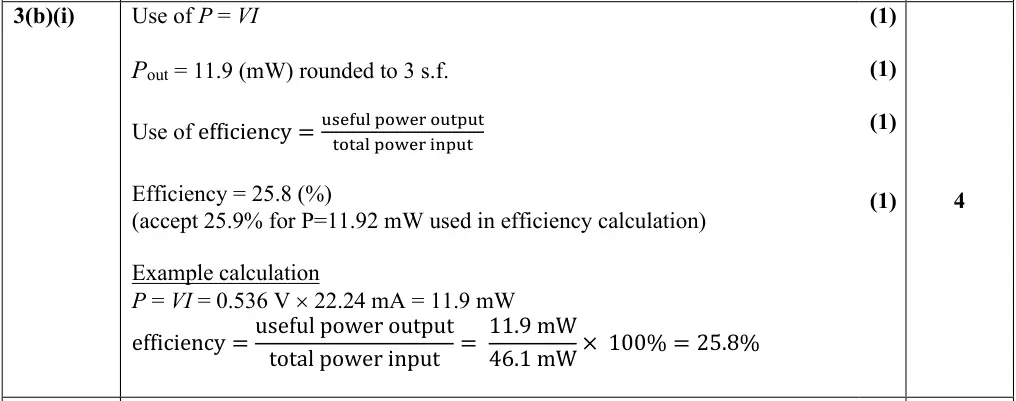 3(b)(i) Use of P = VI (1)
Pout = 11.9 (mW) rounded to 3 s.f. (1)
Use of efficiency = useful power output / total power input (1)
Efficiency = 25.8 (%)
(accept 25.9% for P=11.92 mW used in efficiency calculation) (1) 4
Example calculation
P = VI = 0.536 V × 22.24 mA = 11.9 mW
efficiency = useful power output / total power input = 11.9 mW / 46.1 mW × 100% = 25.8%